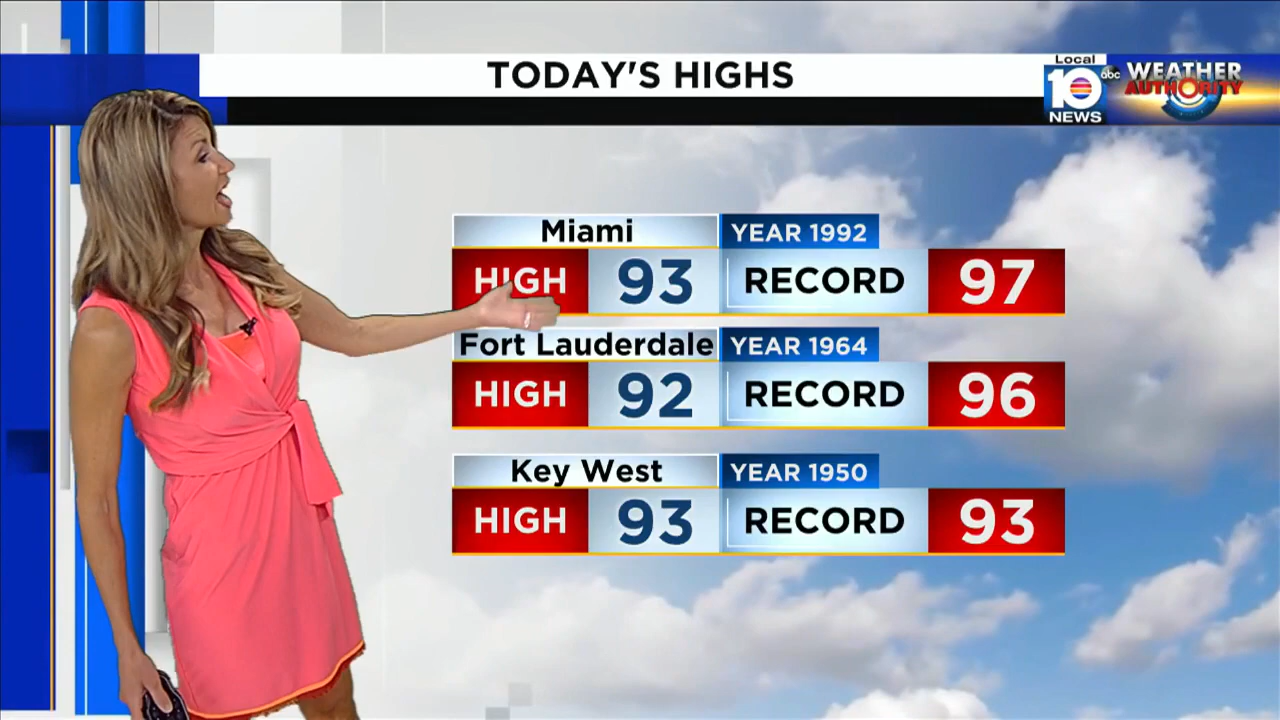 TODAY'S HIGHS
Local
10
NEWS
abc
WEATHER
AUTHORITY
Miami
YEAR 1992
HIGH
93
RECORD
97
Fort Lauderdale
YEAR 1964
HIGH
92
RECORD
96
Key West
YEAR 1950
HIGH
93
RECORD
93